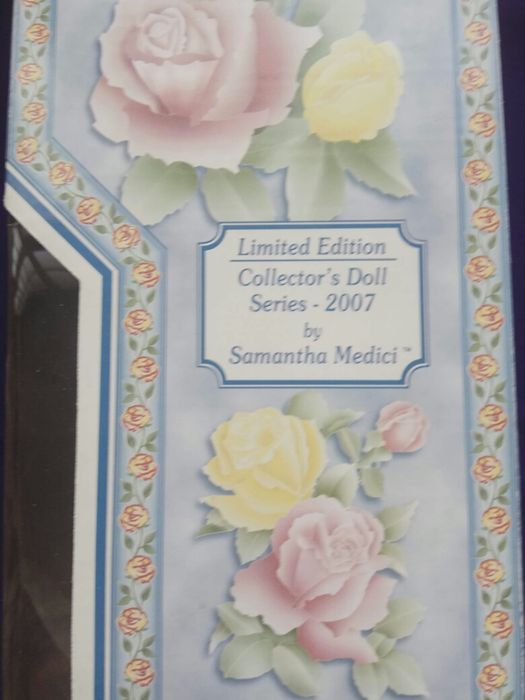 Limited Edition
Collector's Doll
Series - 2007
by
Samantha Medici™